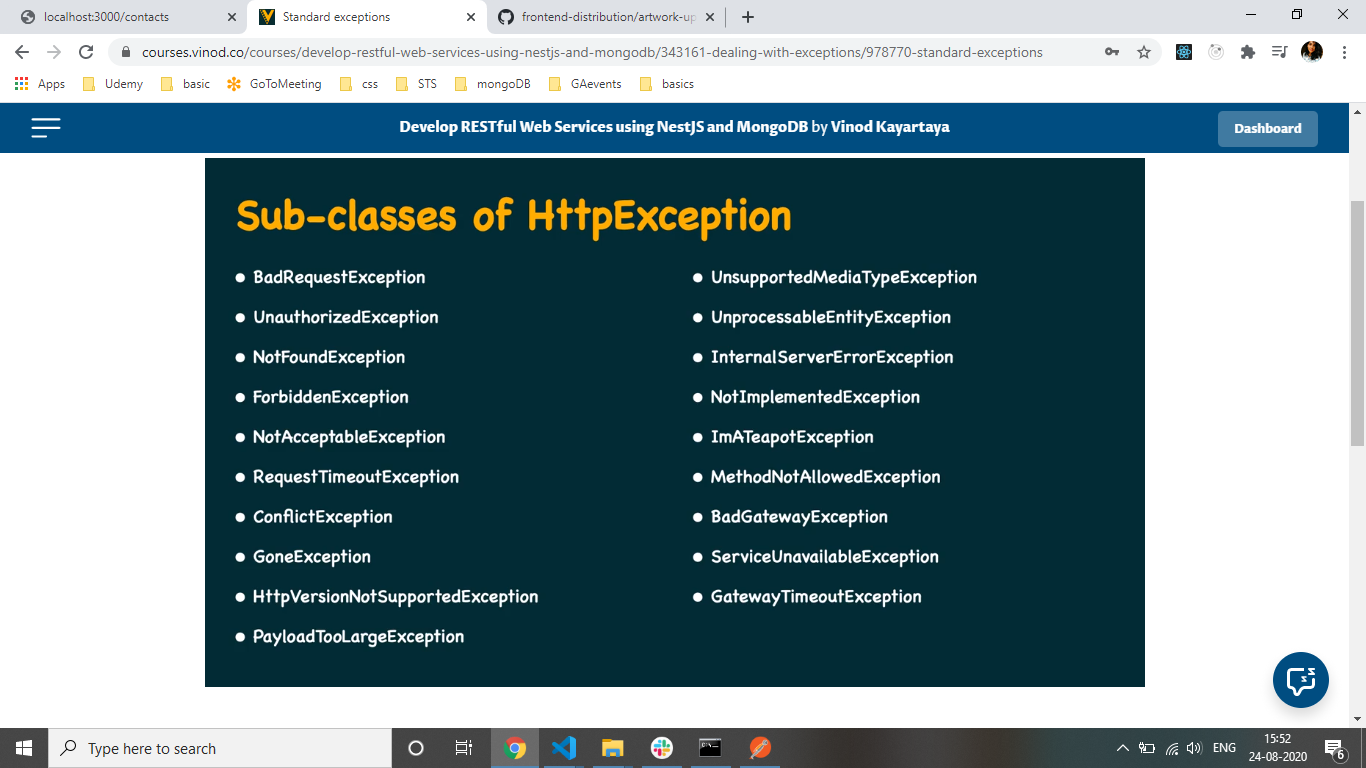 localhost:3000/contacts
Standard exceptions
frontend-distribution/artwork-up
courses.vinod.co/courses/develop-restful-web-services-using-nestjs-and-mongodb/343161-dealing-with-exceptions/978770-standard-exceptions
Apps Udemy basic GoToMeeting css STS mongoDB GAevents basics
Develop RESTful Web Services using NestJS and MongoDB by Vinod Kayartaya
Dashboard
Sub-classes of HttpException
BadRequestException
UnauthorizedException
NotFoundException
ForbiddenException
NotAcceptableException
RequestTimeoutException
ConflictException
GoneException
HttpVersionNotSupportedException
PayloadTooLargeException
UnsupportedMediaTypeException
UnprocessableEntityException
InternalServerErrorException
NotImplementedException
ImATeapotException
MethodNotAllowedException
BadGatewayException
ServiceUnavailableException
GatewayTimeoutException
Type here to search
ENG
15:52
24-08-2020
6